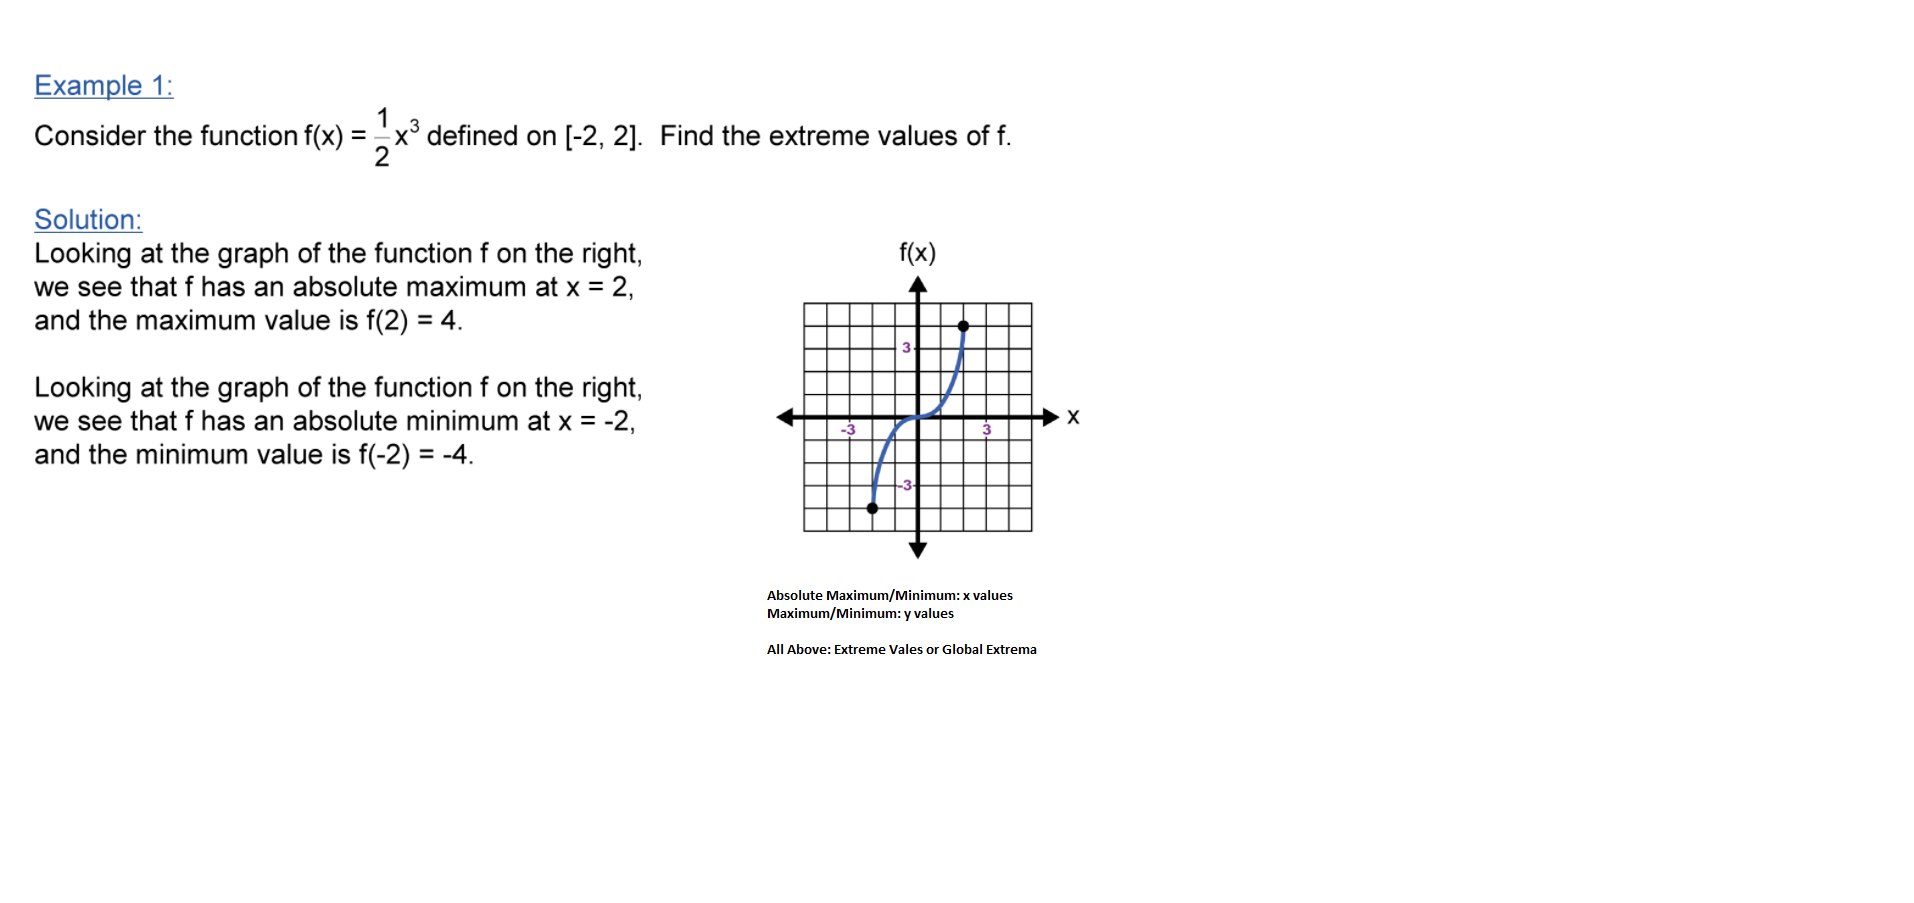 Example 1:
Consider the function f(x) = 1/2 x³ defined on [-2, 2]. Find the extreme values of f.
Solution:
Looking at the graph of the function f on the right,
we see that f has an absolute maximum at x = 2,
and the maximum value is f(2) = 4.
Looking at the graph of the function f on the right,
we see that f has an absolute minimum at x = -2,
and the minimum value is f(-2) = -4.
f(x)
3
x
-3
3
-3
Absolute Maximum/Minimum: x values
Maximum/Minimum: y values
All Above: Extreme Vales or Global Extrema